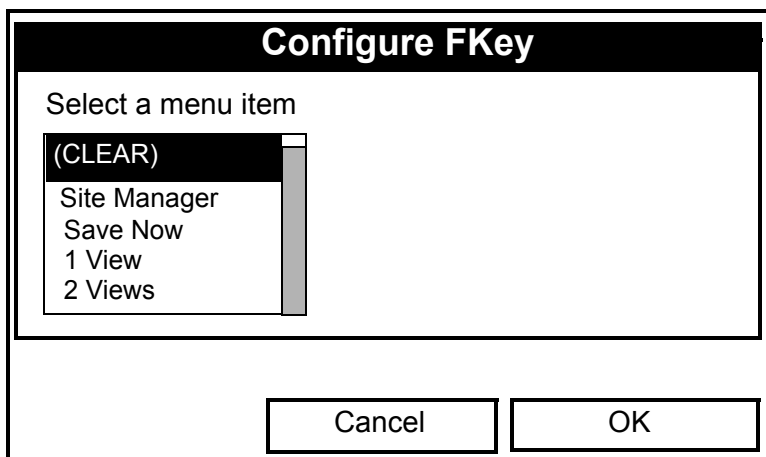 Configure FKey
Select a menu item
(CLEAR)
Site Manager
Save Now
1 View
2 Views
Cancel OK